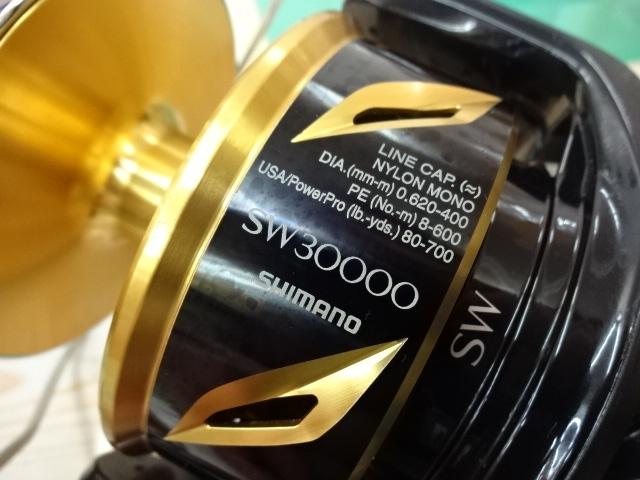 LINE CAP. (≈)
NYLON MONO
DIA.(mm-m) 0.620-400
PE (No.-m) 8-600
USA/PowerPro (lb.-yds.) 80-700
SW30000
SHIMANO
SW